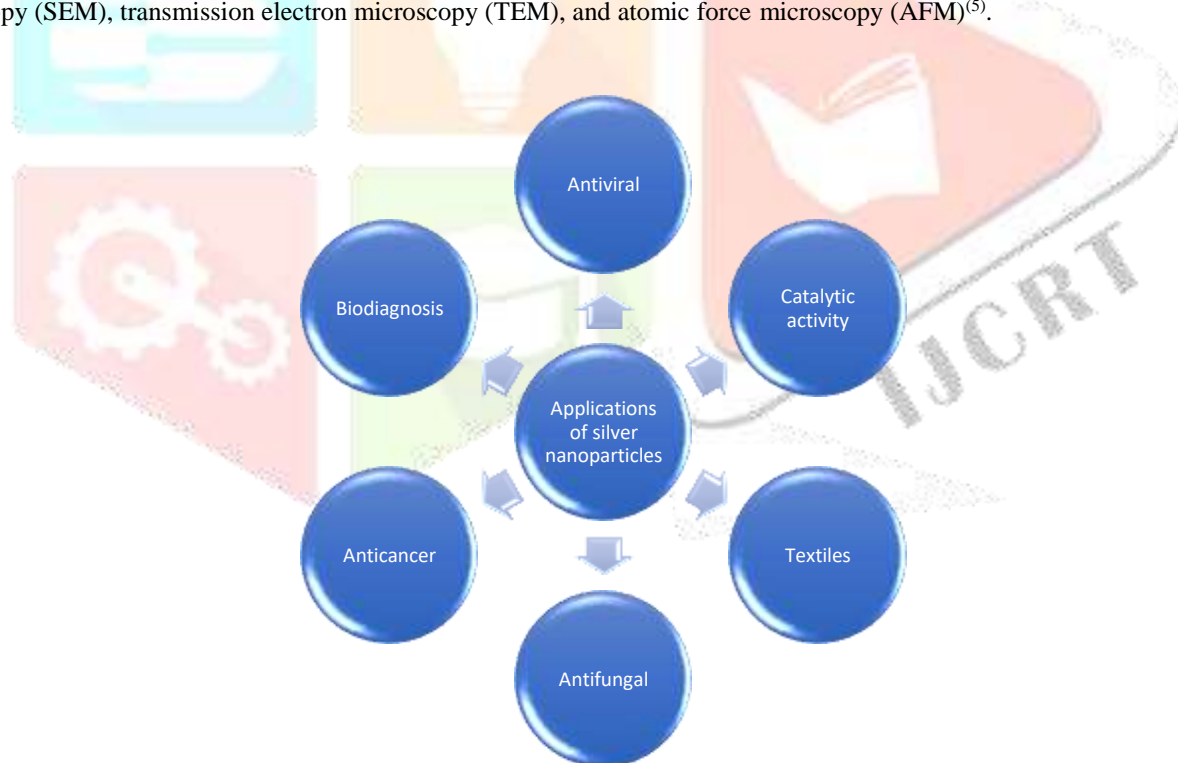 py (SEM), transmission electron microscopy (TEM), and atomic force microscopy (AFM)(5).
Antiviral
Biodiagnosis
Catalytic
activity
IJCRT
Applications
of silver
nanoparticles
Anticancer
Textiles
Antifungal